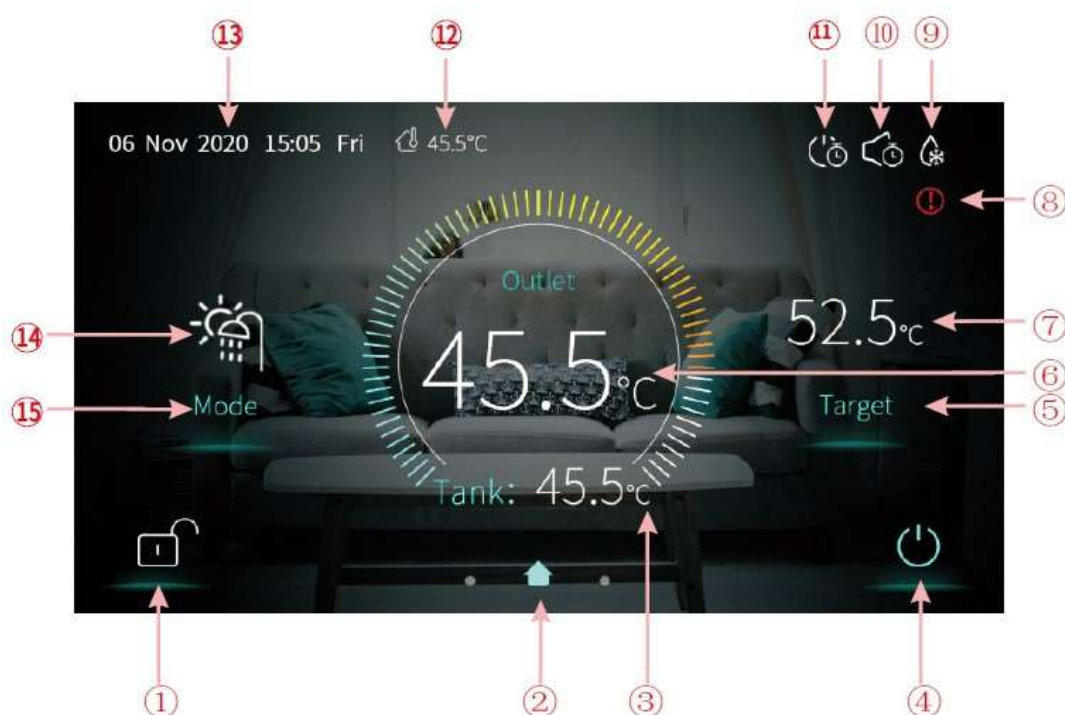 ⑬ ⑫ ⑪ ⑩ ⑨
06 Nov 2020 15:05 Fri 45.5°C
⑧
Outlet
52.5°C ⑦
⑭
45.5°C ⑥
⑮ Mode
Target ⑤
Tank: 45.5°C
① ② ③ ④